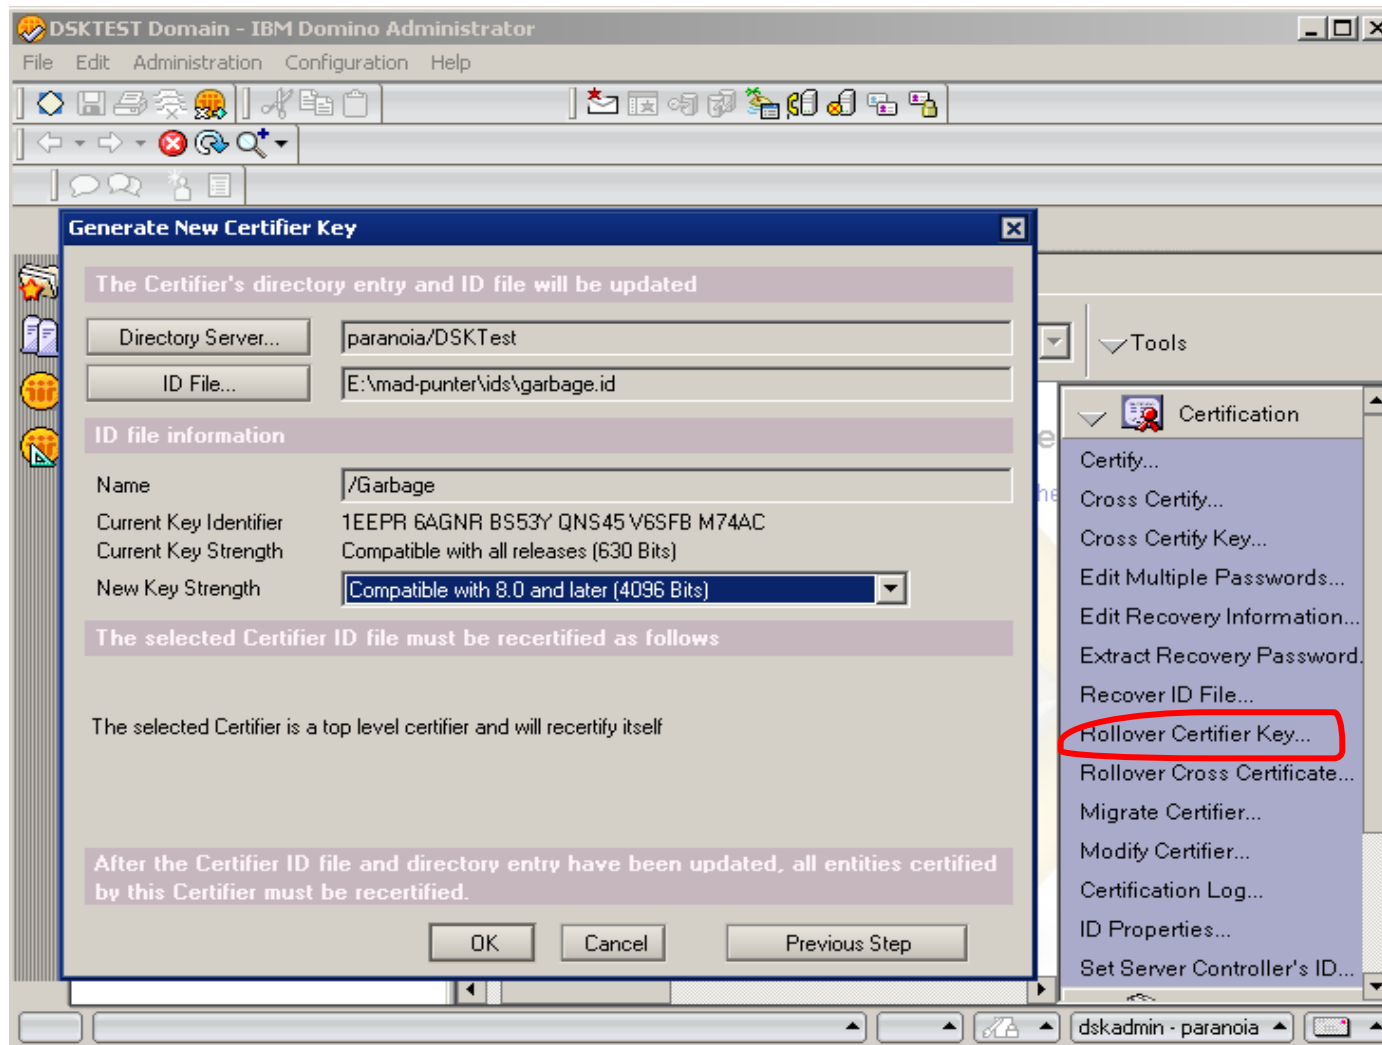 DSKTEST Domain - IBM Domino Administrator
File Edit Administration Configuration Help
Generate New Certifier Key
The Certifier's directory entry and ID file will be updated
Directory Server... paranoia/DSKTest
ID File... E:\mad-punter\ids\garbage.id
ID file information
Name /Garbage
Current Key Identifier 1EEPR 6AGNR BS53Y QNS45 V6SFB M74AC
Current Key Strength Compatible with all releases (630 Bits)
New Key Strength Compatible with 8.0 and later (4096 Bits)
The selected Certifier ID file must be recertified as follows
The selected Certifier is a top level certifier and will recertify itself
After the Certifier ID file and directory entry have been updated, all entities certified
by this Certifier must be recertified.
OK Cancel Previous Step
Tools
Certification
Certify...
Cross Certify...
Cross Certify Key...
Edit Multiple Passwords...
Edit Recovery Information...
Extract Recovery Password.
Recover ID File...
Rollover Certifier Key...
Rollover Cross Certificate...
Migrate Certifier...
Modify Certifier...
Certification Log...
ID Properties...
Set Server Controller's ID...
dskadmin - paranoia